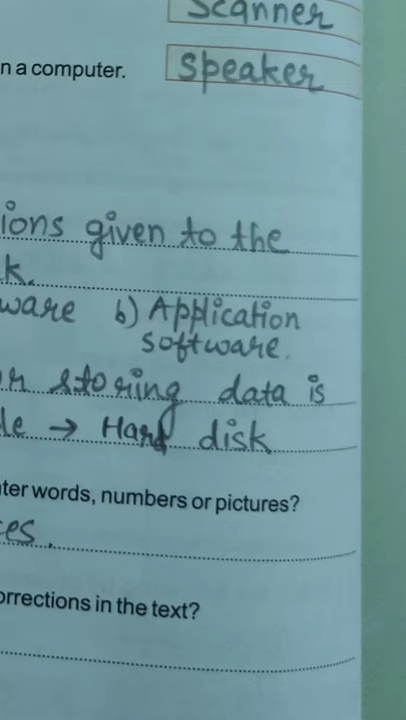 Scanner
n a computer.
Speaker
ions given to the
k.
ware b) Application
software.
or storing data is
le → Hard disk
ter words, numbers or pictures?
es.
orrections in the text?